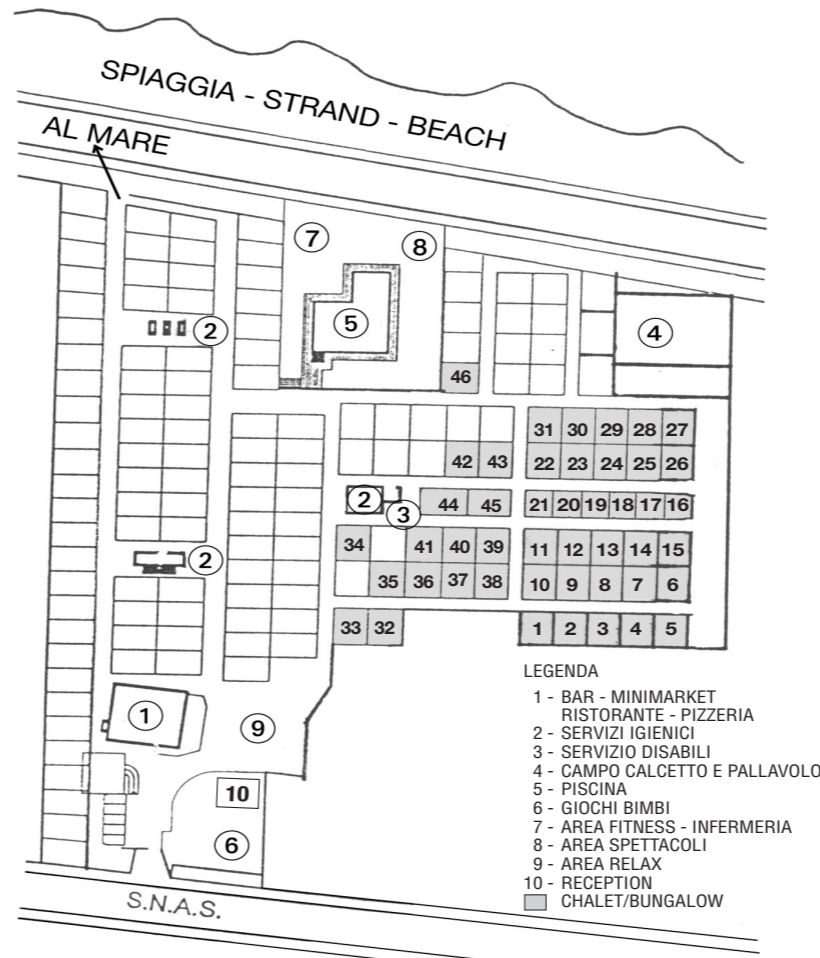 SPIAGGIA - STRAND - BEACH
AL MARE
7
8
2
5
4
46
31 30 29 28 27
42 43 22 23 24 25 26
2 3 44 45 21 20 19 18 17 16
34 41 40 39 11 12 13 14 15
2
35 36 37 38 10 9 8 7 6
33 32 1 2 3 4 5
1
9
10
6
S.N.A.S.
LEGENDA
1 - BAR - MINIMARKET
RISTORANTE - PIZZERIA
2 - SERVIZI IGIENICI
3 - SERVIZIO DISABILI
4 - CAMPO CALCETTO E PALLAVOLO
5 - PISCINA
6 - GIOCHI BIMBI
7 - AREA FITNESS - INFERMERIA
8 - AREA SPETTACOLI
9 - AREA RELAX
10 - RECEPTION
CHALET/BUNGALOW